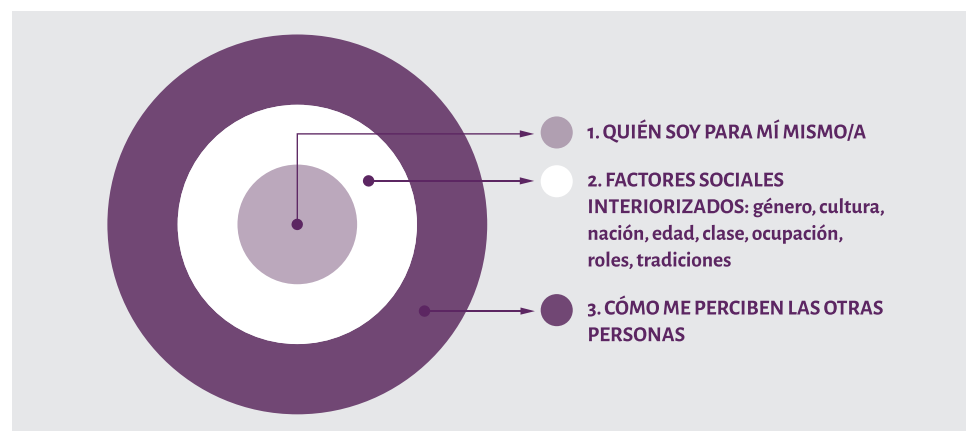 1. QUIÉN SOY PARA MÍ MISMO/A
2. FACTORES SOCIALES
INTERIORIZADOS: género, cultura,
nación, edad, clase, ocupación,
roles, tradiciones
3. CÓMO ME PERCIBEN LAS OTRAS
PERSONAS